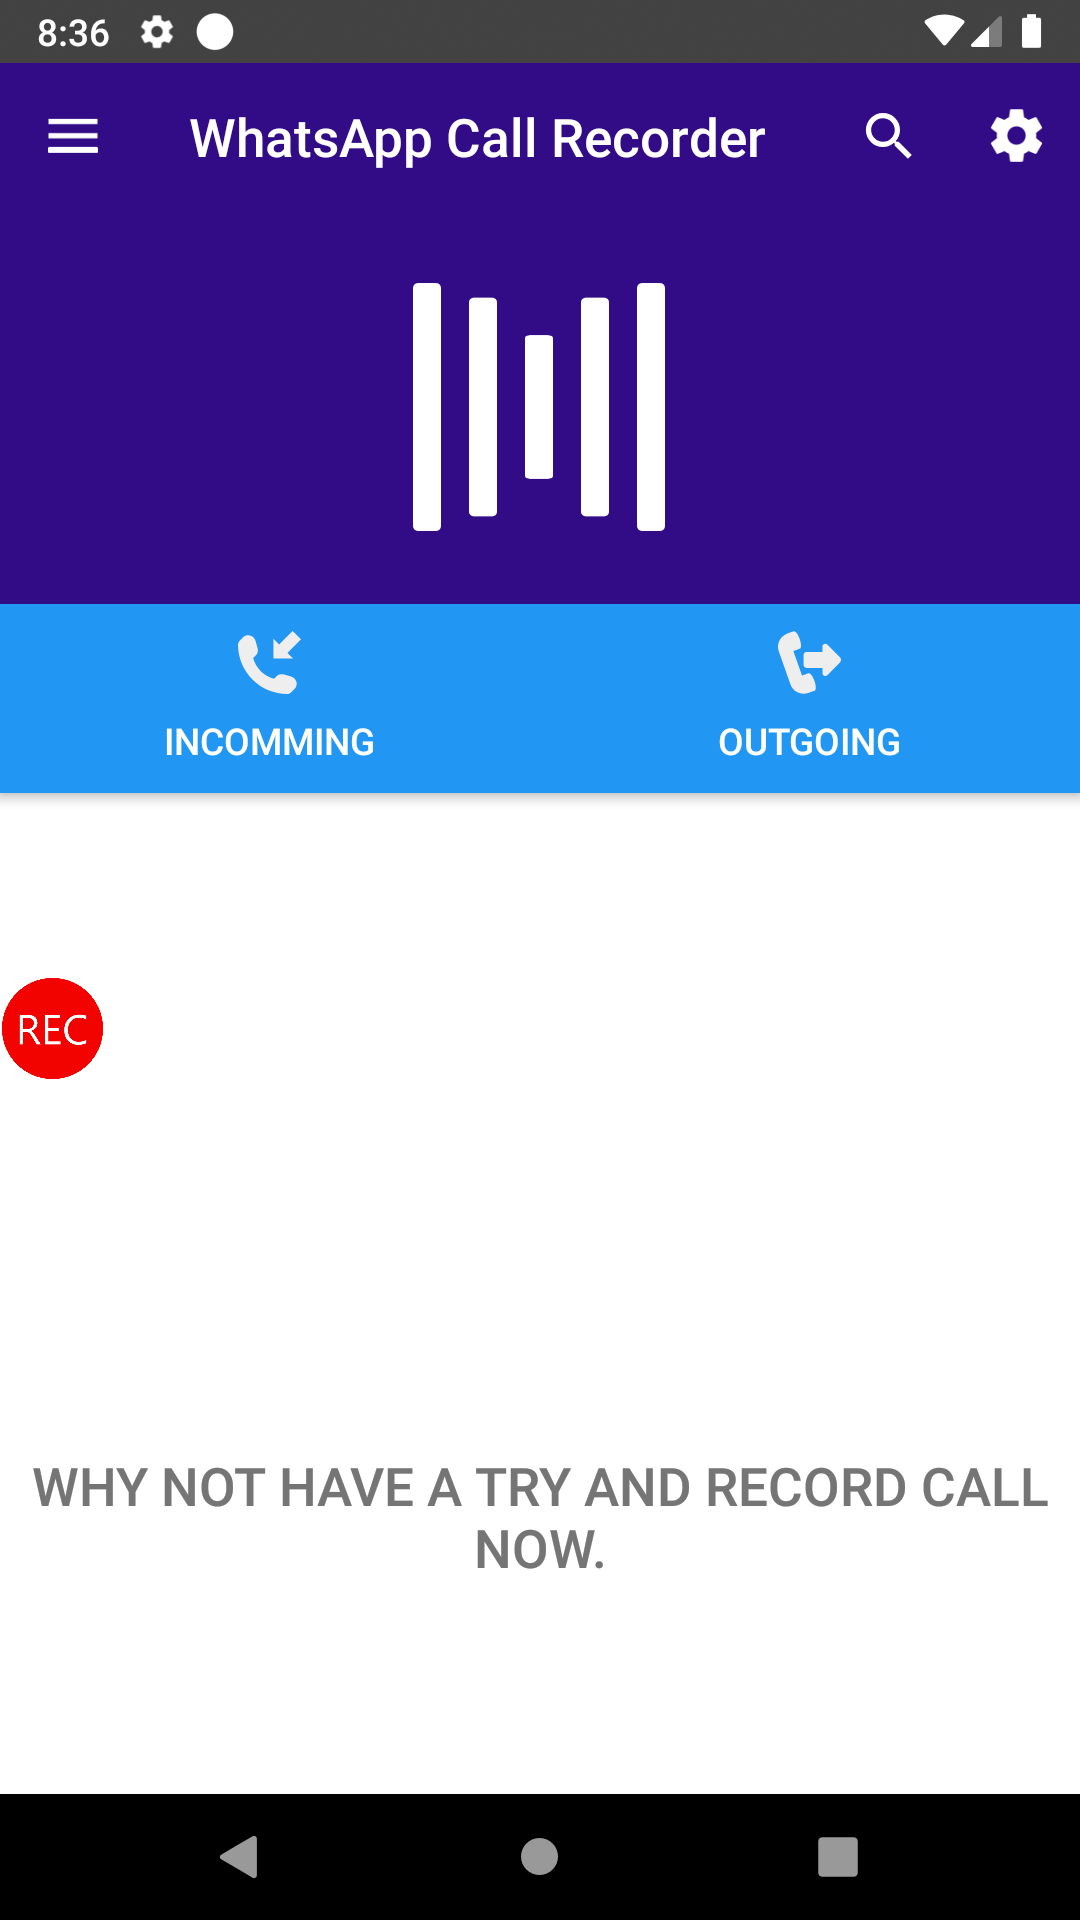 8:36
WhatsApp Call Recorder
INCOMMING
OUTGOING
REC
WHY NOT HAVE A TRY AND RECORD CALL
NOW.